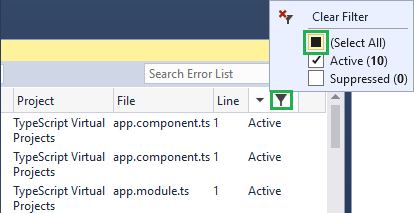 Clear Filter
(Select All)
Active (10)
Suppressed (0)
Search Error List
Project File Line
TypeScript Virtual Projects app.component.ts 1 Active
TypeScript Virtual Projects app.component.ts 1 Active
TypeScript Virtual Projects app.module.ts 1 Active